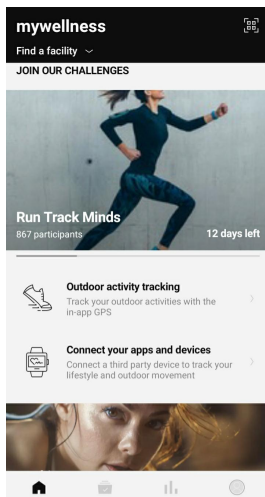 mywellness
Find a facility
JOIN OUR CHALLENGES
Run Track Minds
867 participants
12 days left
Outdoor activity tracking
Track your outdoor activities with the
in-app GPS
Connect your apps and devices
Connect a third party device to track your
lifestyle and outdoor movement